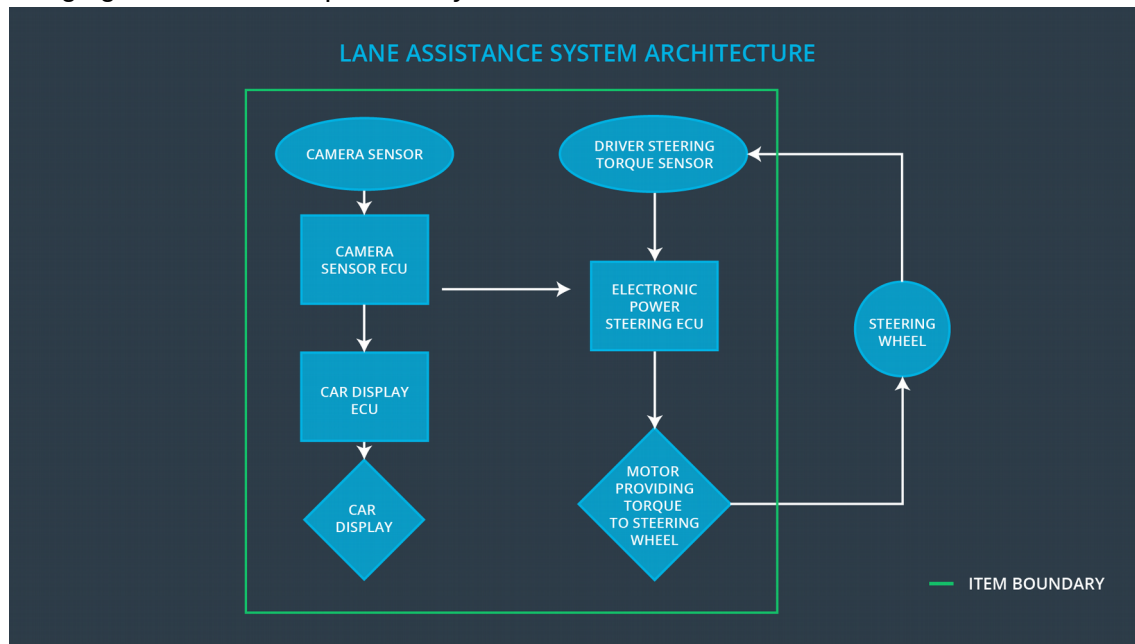 LANE ASSISTANCE SYSTEM ARCHITECTURE
CAMERA SENSOR
DRIVER STEERING
TORQUE SENSOR
CAMERA
SENSOR ECU
ELECTRONIC
POWER
STEERING ECU
STEERING
WHEEL
CAR DISPLAY
ECU
MOTOR
PROVIDING
TORQUE
TO STEERING
WHEEL
CAR
DISPLAY
ITEM BOUNDARY